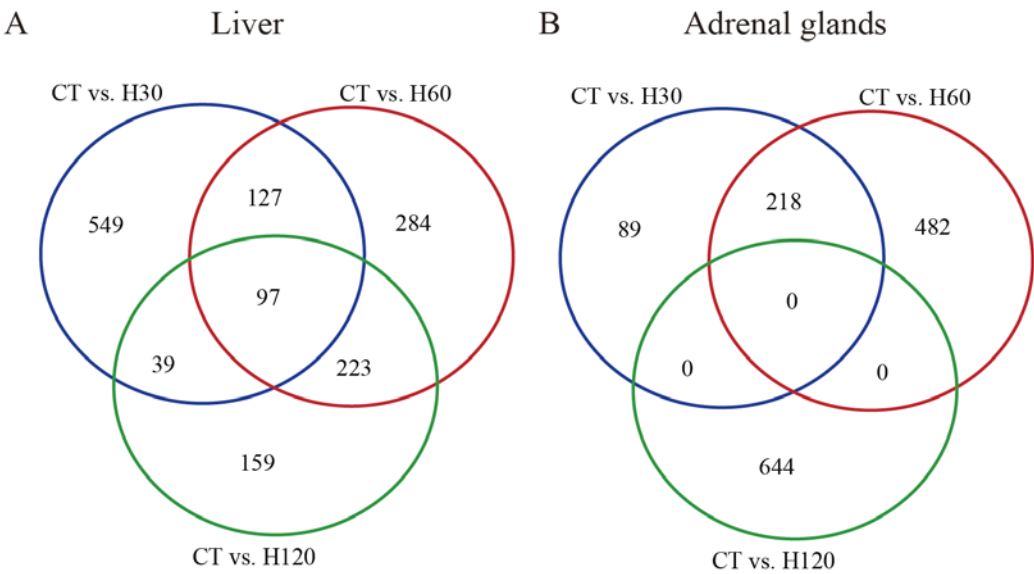 A Liver
CT vs. H30 CT vs. H60
127
549 284
97
39 223
159
CT vs. H120
B Adrenal glands
CT vs. H30 CT vs. H60
218
89 482
0
0 0
644
CT vs. H120